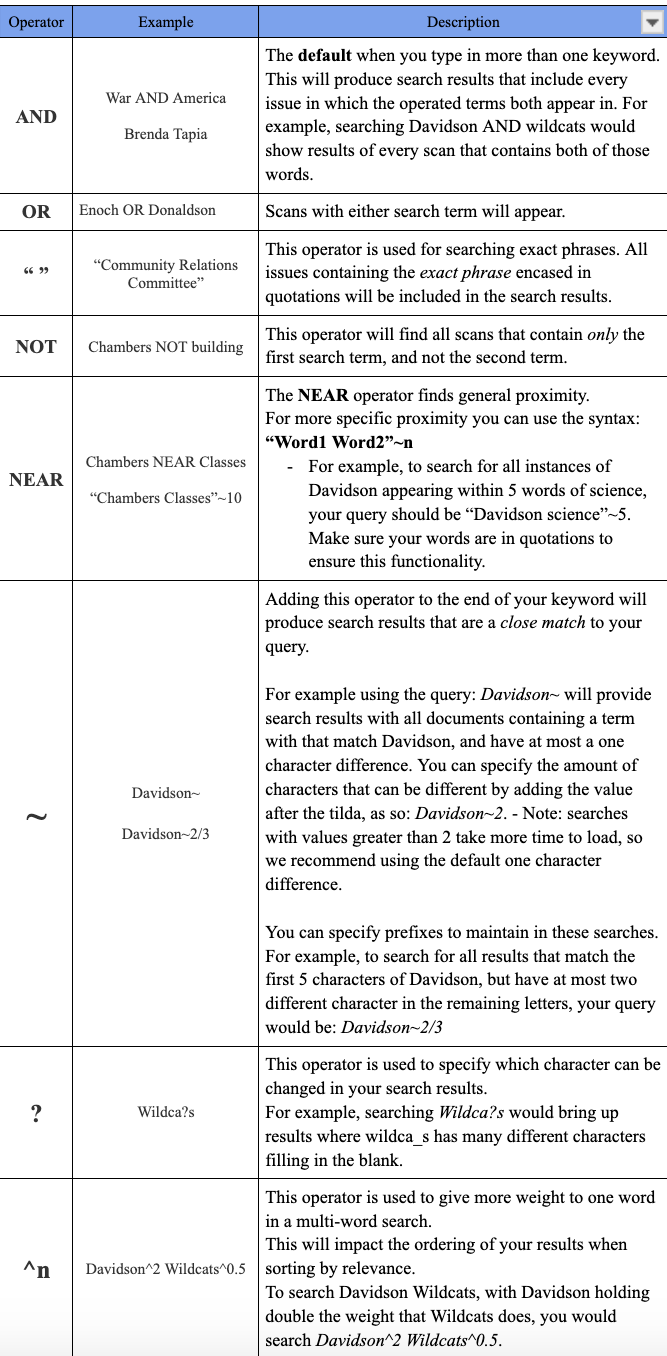 Operator Example Description
AND
War AND America
Brenda Tapia
The default when you type in more than one keyword.
This will produce search results that include every
issue in which the operated terms both appear in. For
example, searching Davidson AND wildcats would
show results of every scan that contains both of those
words.
OR
Enoch OR Donaldson
Scans with either search term will appear.
“ ”
“Community Relations
Committee”
This operator is used for searching exact phrases. All
issues containing the exact phrase encased in
quotations will be included in the search results.
NOT
Chambers NOT building
This operator will find all scans that contain only the
first search term, and not the second term.
NEAR
Chambers NEAR Classes
“Chambers Classes”~10
The NEAR operator finds general proximity.
For more specific proximity you can use the syntax:
“Word1 Word2”~n
- For example, to search for all instances of
Davidson appearing within 5 words of science,
your query should be “Davidson science”~5.
Make sure your words are in quotations to
ensure this functionality.
~
Davidson~
Davidson~2/3
Adding this operator to the end of your keyword will
produce search results that are a close match to your
query.
For example using the query: Davidson~ will provide
search results with all documents containing a term
with that match Davidson, and have at most a one
character difference. You can specify the amount of
characters that can be different by adding the value
after the tilda, as so: Davidson~2. - Note: searches
with values greater than 2 take more time to load, so
we recommend using the default one character
difference.
You can specify prefixes to maintain in these searches.
For example, to search for all results that match the
first 5 characters of Davidson, but have at most two
different character in the remaining letters, your query
would be: Davidson~2/3
?
Wildca?s
This operator is used to specify which character can be
changed in your search results.
For example, searching Wildca?s would bring up
results where wildca_s has many different characters
filling in the blank.
^n
Davidson^2 Wildcats^0.5
This operator is used to give more weight to one word
in a multi-word search.
This will impact the ordering of your results when
sorting by relevance.
To search Davidson Wildcats, with Davidson holding
double the weight that Wildcats does, you would
search Davidson^2 Wildcats^0.5.